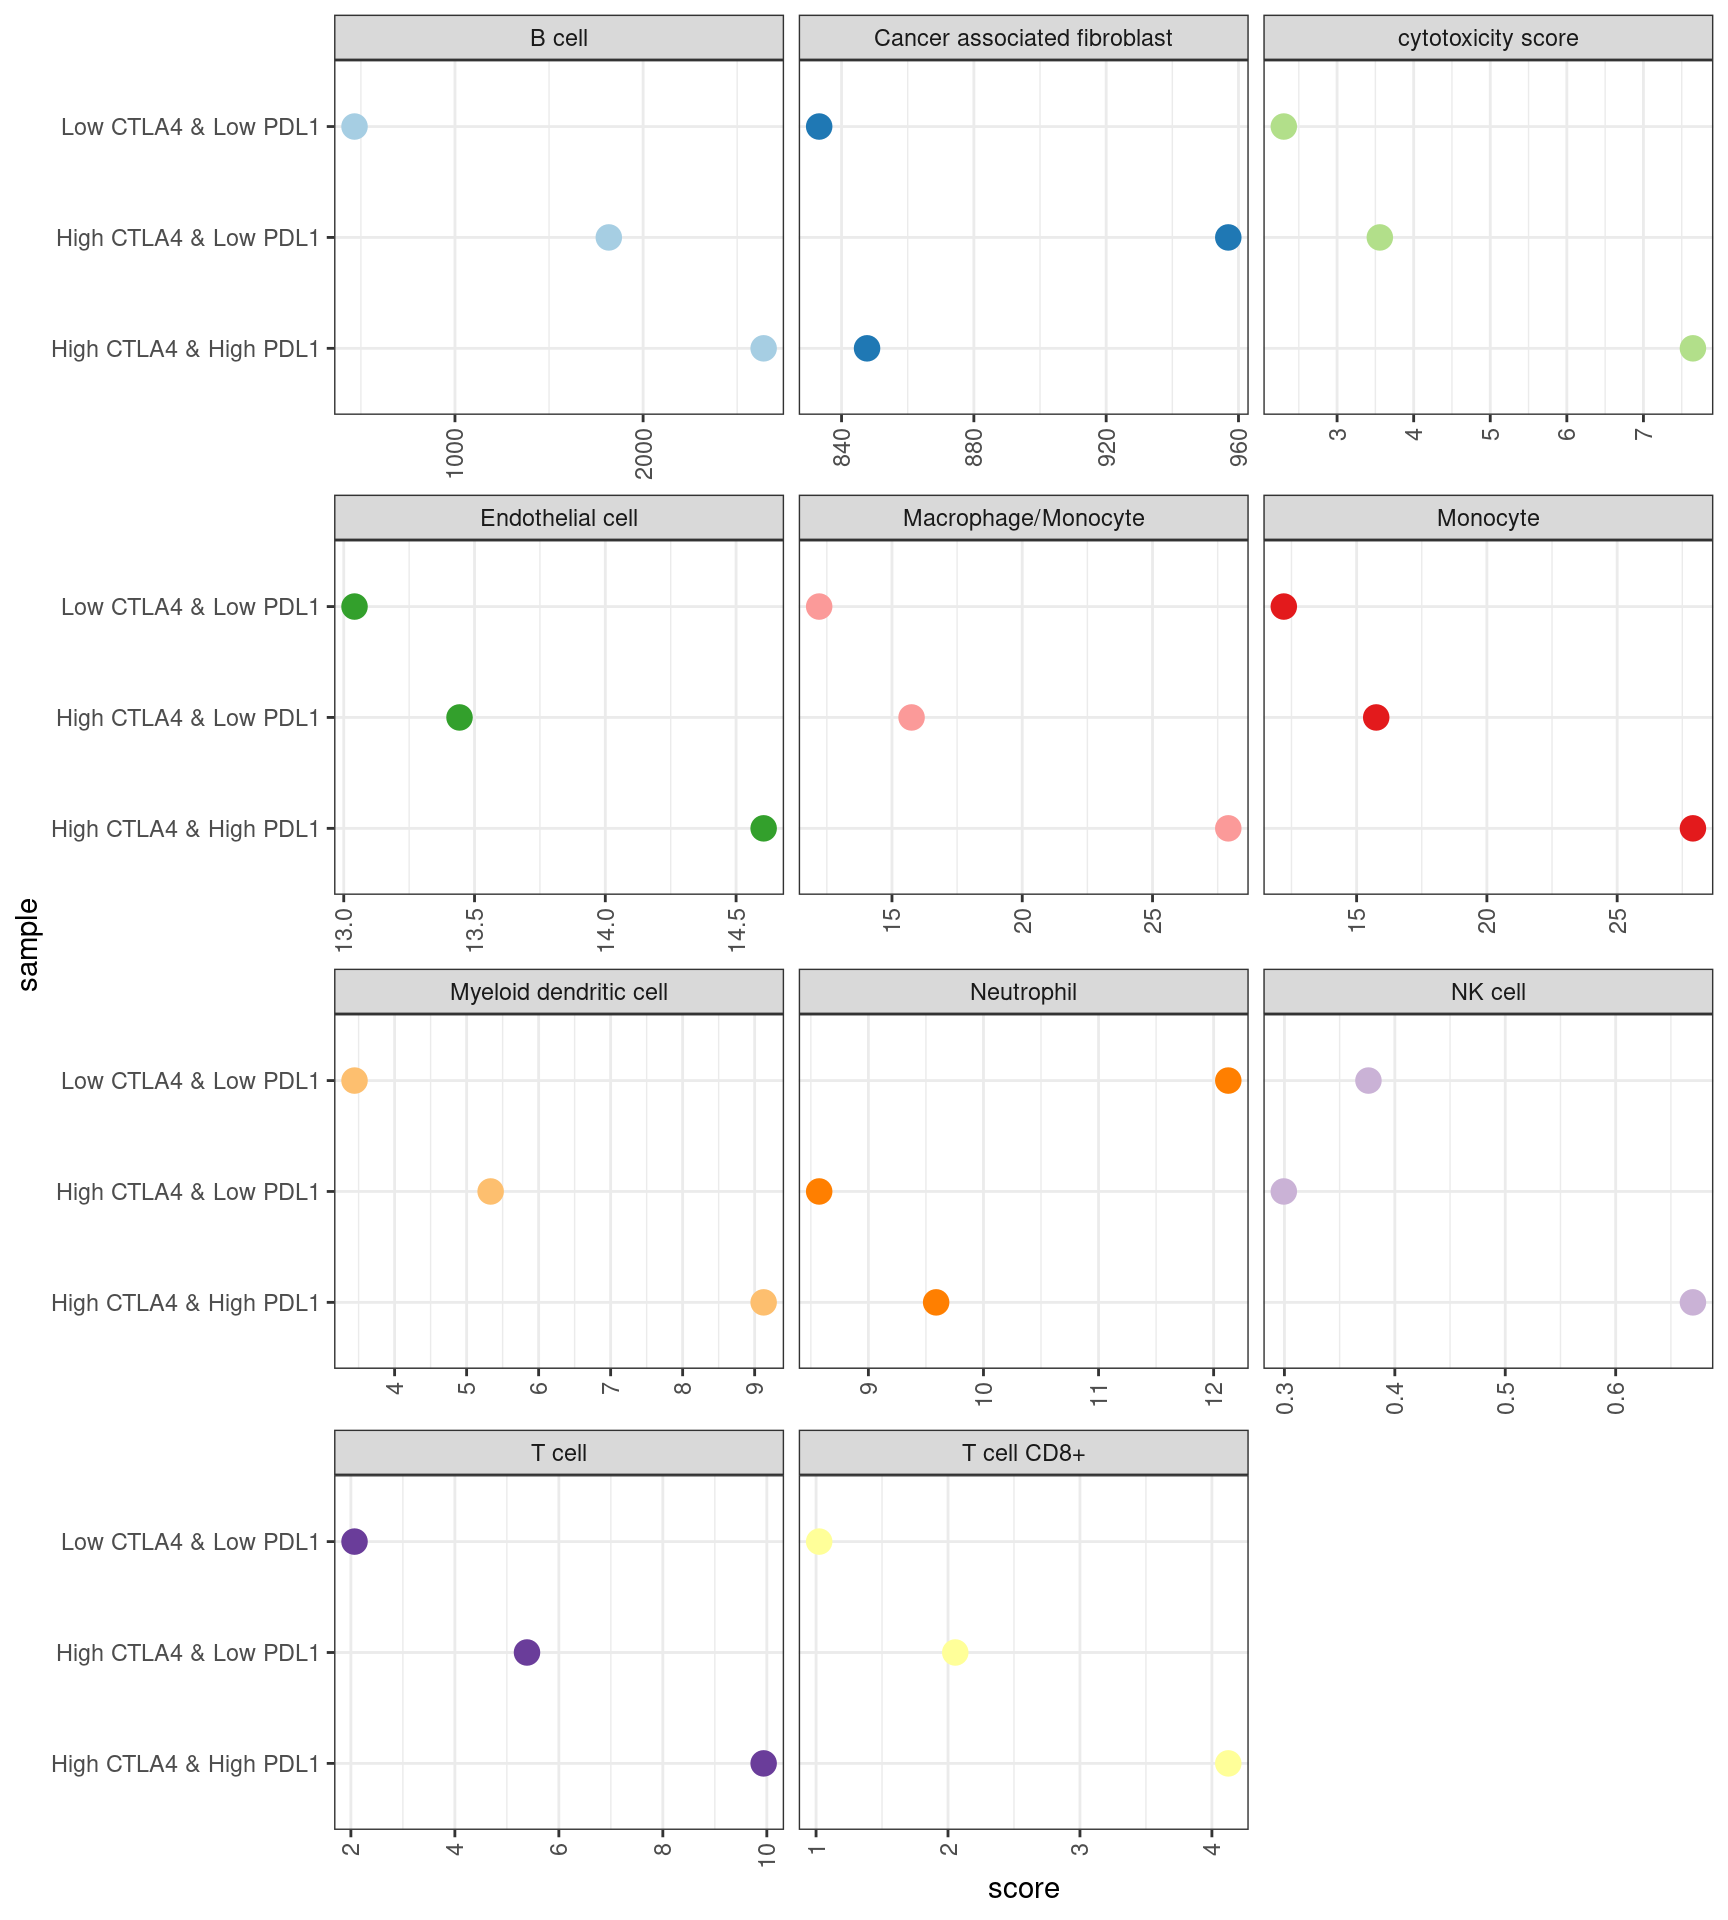 B cell
Cancer associated fibroblast
cytotoxicity score
Low CTLA4 & Low PDL1
High CTLA4 & Low PDL1
High CTLA4 & High PDL1
1000 2000
840 880 920 960
3 4 5 6 7
Endothelial cell
Macrophage/Monocyte
Monocyte
Low CTLA4 & Low PDL1
High CTLA4 & Low PDL1
High CTLA4 & High PDL1
13.0 13.5 14.0 14.5
15 20 25
15 20 25
sample
Myeloid dendritic cell
Neutrophil
NK cell
Low CTLA4 & Low PDL1
High CTLA4 & Low PDL1
High CTLA4 & High PDL1
4 5 6 7 8 9
9 10 11 12
0.3 0.4 0.5 0.6
T cell
T cell CD8+
Low CTLA4 & Low PDL1
High CTLA4 & Low PDL1
High CTLA4 & High PDL1
2 4 6 8 10
1 2 3 4
score